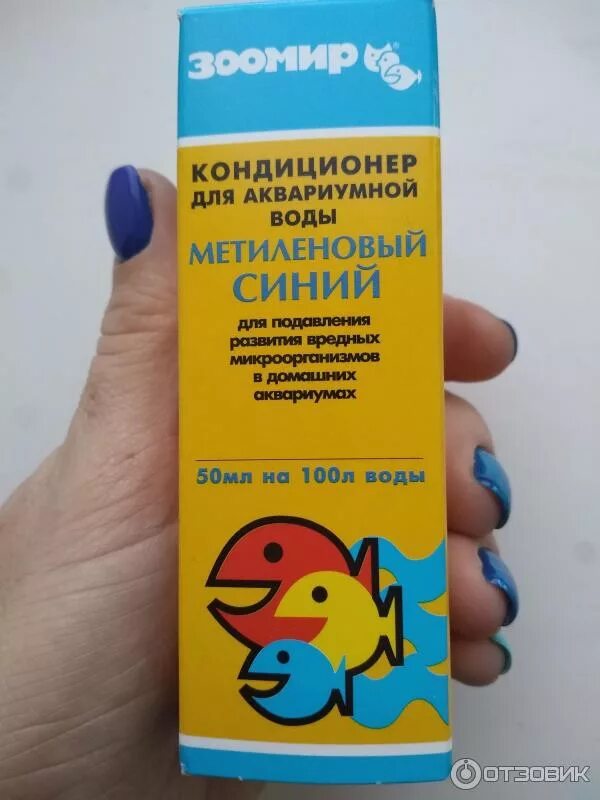 ЗООМИР
КОНДИЦИОНЕР
ДЛЯ АКВАРИУМНОЙ
ВОДЫ
МЕТИЛЕНОВЫЙ
СИНИЙ
для подавления
развития вредных
микроорганизмов
в домашних
аквариумах
50мл на 100л воды
ОТЗОВИК